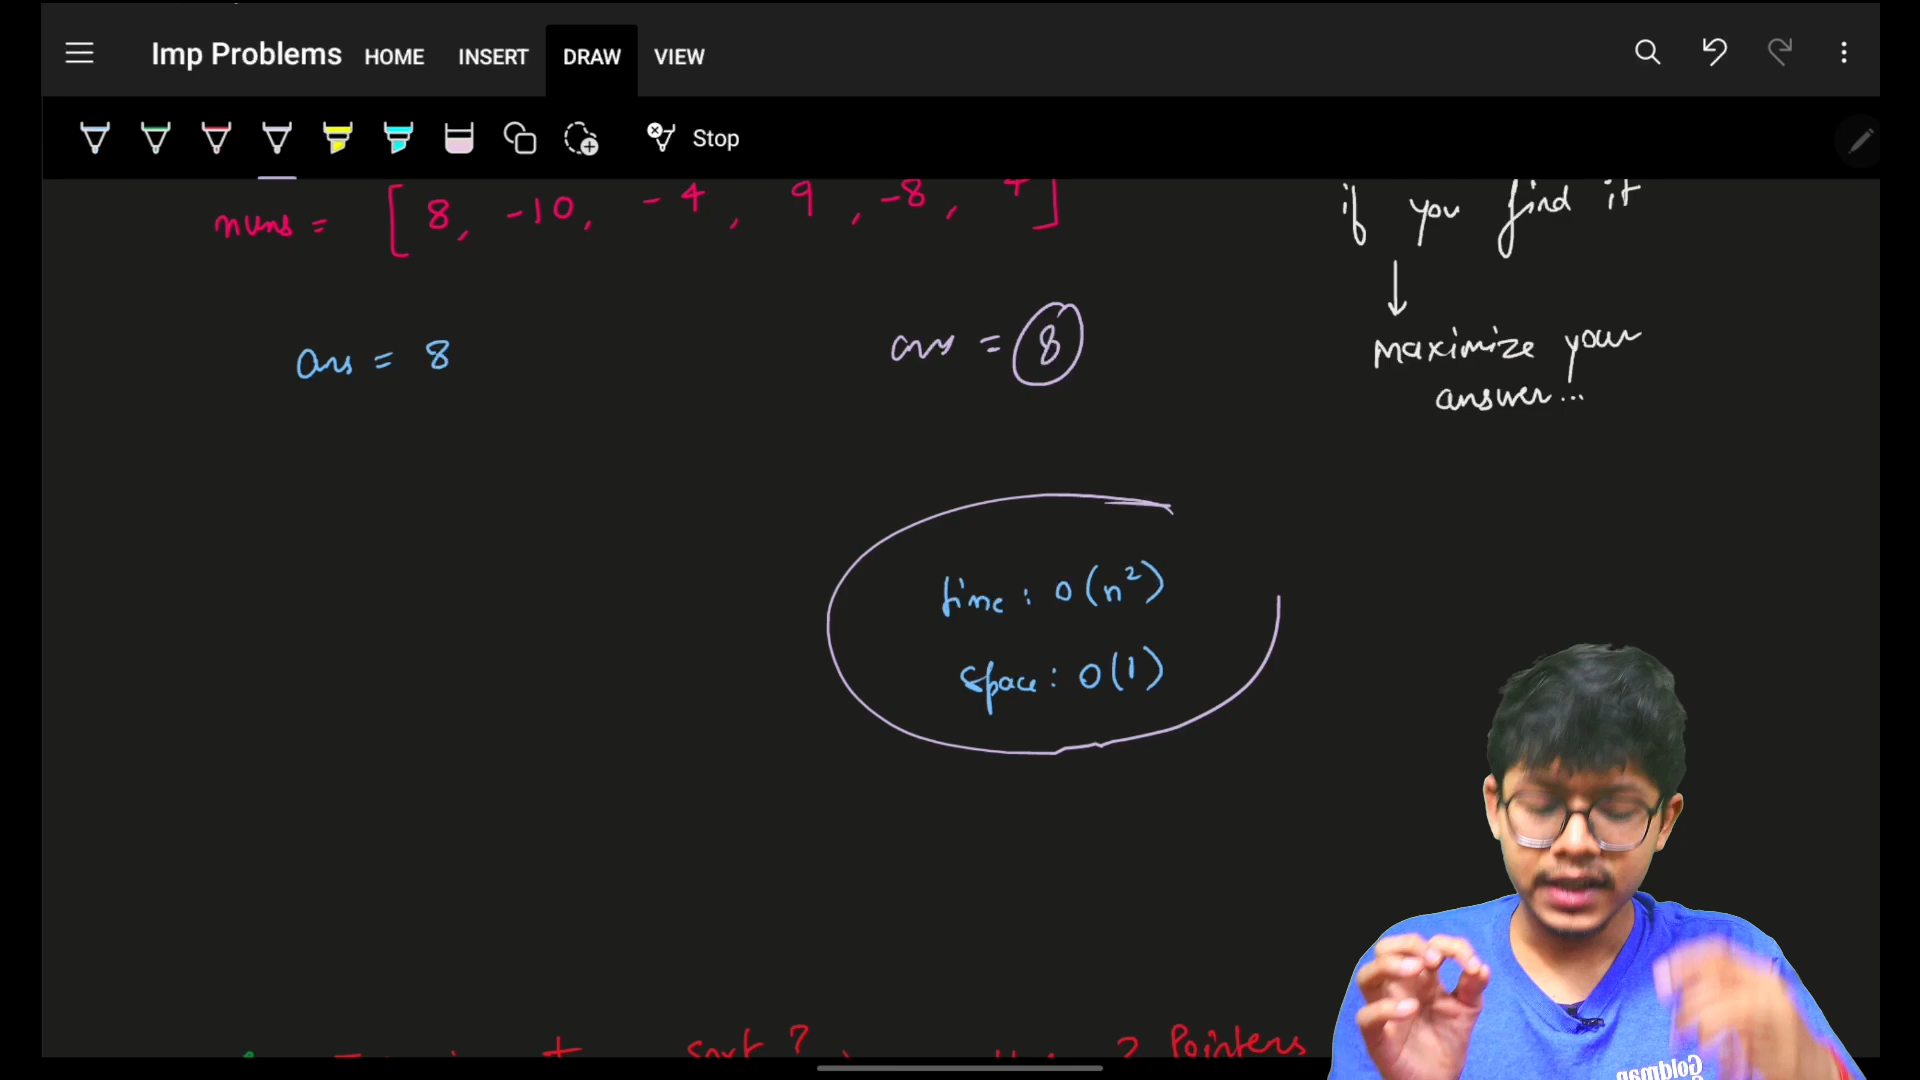 Imp Problems HOME INSERT DRAW VIEW
Stop
nums = [ 8, -10, -4, 9, -8, 4 ]
if you find it
ans = 8
ans = 8
maximize your
answer...
time : O(n²)
space : O(1)
sort ?
2 Pointers
Goldman